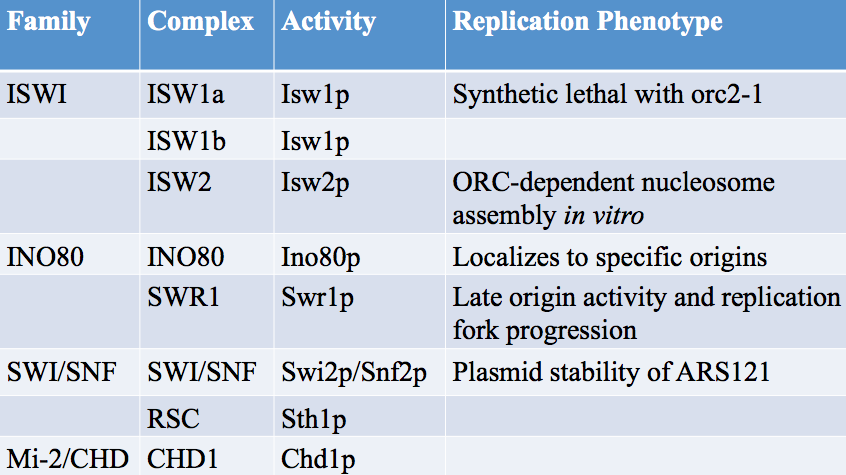 Family Complex Activity Replication Phenotype
ISWI ISW1a Isw1p Synthetic lethal with orc2-1
ISW1b Isw1p
ISW2 Isw2p ORC-dependent nucleosome
assembly in vitro
INO80 INO80 Ino80p Localizes to specific origins
SWR1 Swr1p Late origin activity and replication
fork progression
SWI/SNF SWI/SNF Swi2p/Snf2p Plasmid stability of ARS121
RSC Sth1p
Mi-2/CHD CHD1 Chd1p